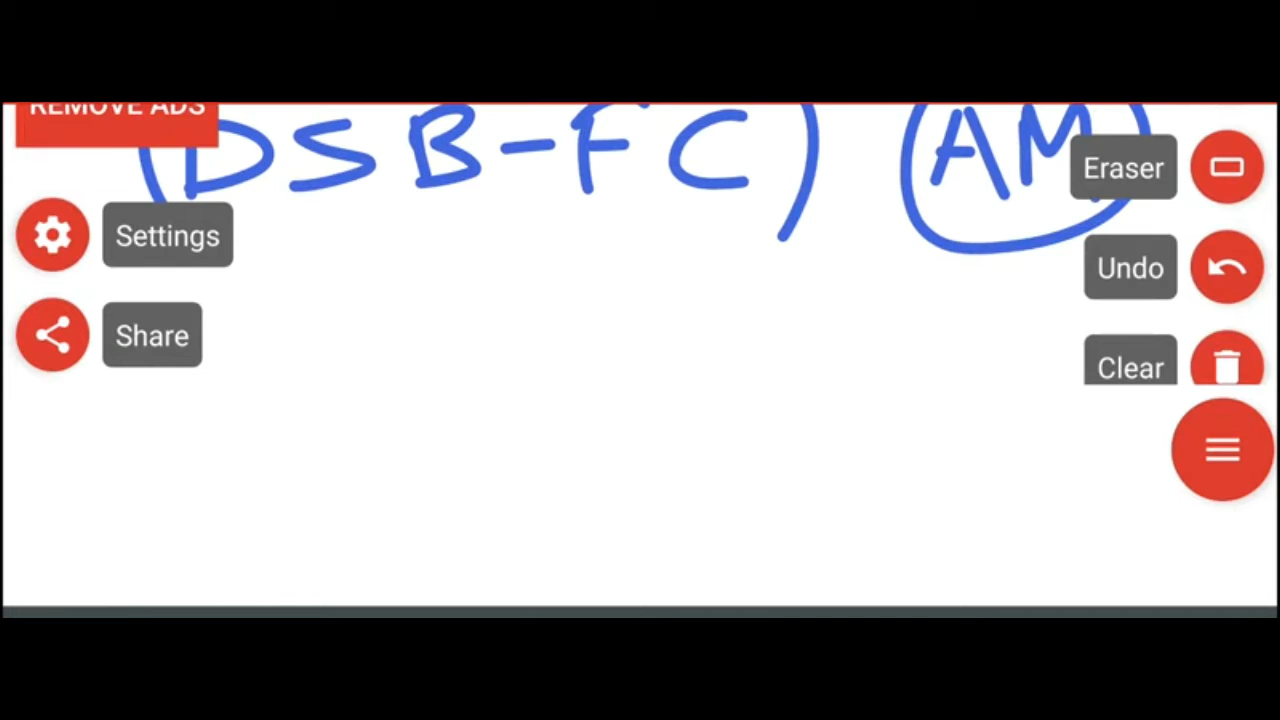 REMOVE ADS
(DSB-FC) (AM)
Eraser
Settings
Undo
Share
Clear